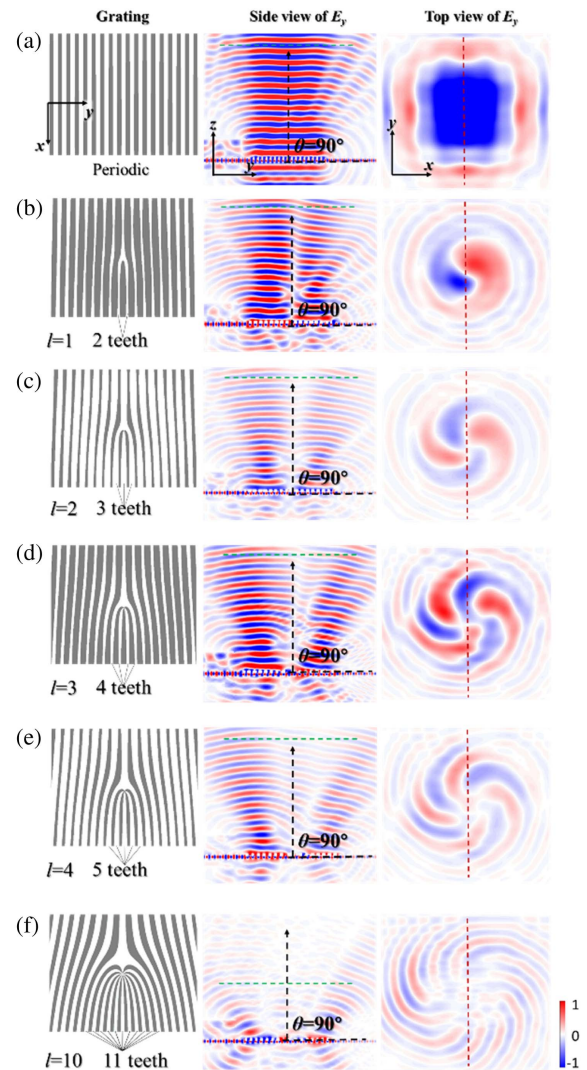 Grating Side view of Ey Top view of Ey
(a)
y
x
Periodic
z
y
θ=90°
y
x
(b)
l=1 2 teeth
θ=90°
(c)
l=2 3 teeth
θ=90°
(d)
l=3 4 teeth
θ=90°
(e)
l=4 5 teeth
θ=90°
(f)
l=10 11 teeth
θ=90°
1
0
-1